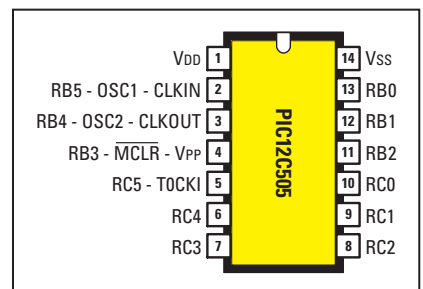 VDD 1 14 VSS
RB5 - OSC1 - CLKIN 2 13 RB0
RB4 - OSC2 - CLKOUT 3 12 RB1
RB3 - MCLR - VPP 4 11 RB2
RC5 - T0CKI 5 10 RC0
RC4 6 9 RC1
RC3 7 8 RC2
PIC12C505